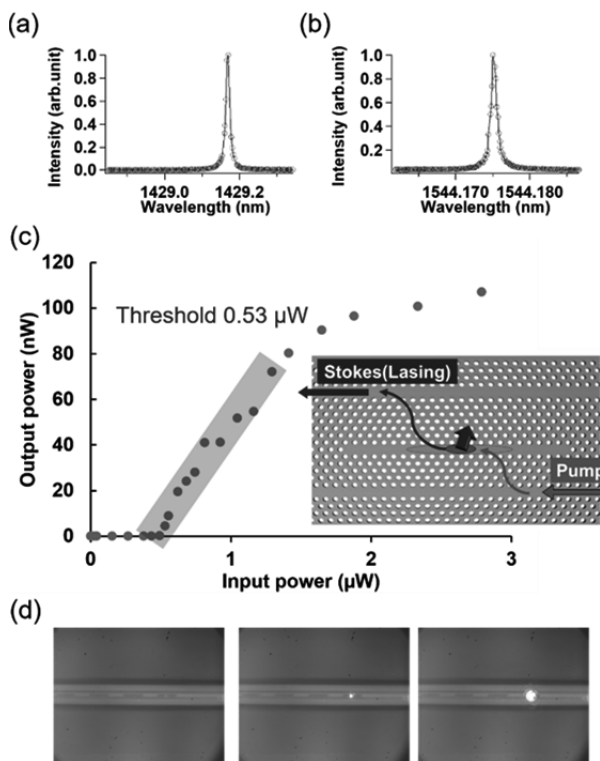 (a)
Intensity (arb.unit)
1.0
0.8
0.6
0.4
0.2
0.0
1429.0 1429.2
Wavelength (nm)
(b)
Intensity (arb.unit)
1.0
0.8
0.6
0.4
0.2
1544.170 1544.180
Wavelength (nm)
(c)
Output power (nW)
120
100
80
60
40
20
0
Threshold 0.53 μW
Stokes(Lasing)
Pump
0 1 2 3
Input power (μW)
(d)